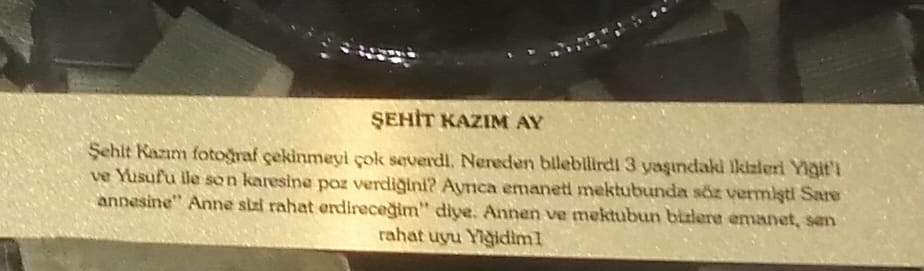 ŞEHİT KAZIM AY
Şehit Kazım fotoğraf çekinmeyi çok severdi. Nereden bilebilirdi 3 yaşındaki ikizleri Yiğit'i
ve Yusuf'u ile son karesine poz verdiğini? Ayrıca emaneti mektubunda söz vermişti Sare
annesine" Anne sizi rahat erdireceğim" diye. Annen ve mektubun bizlere emanet, sen
rahat uyu Yiğidim!